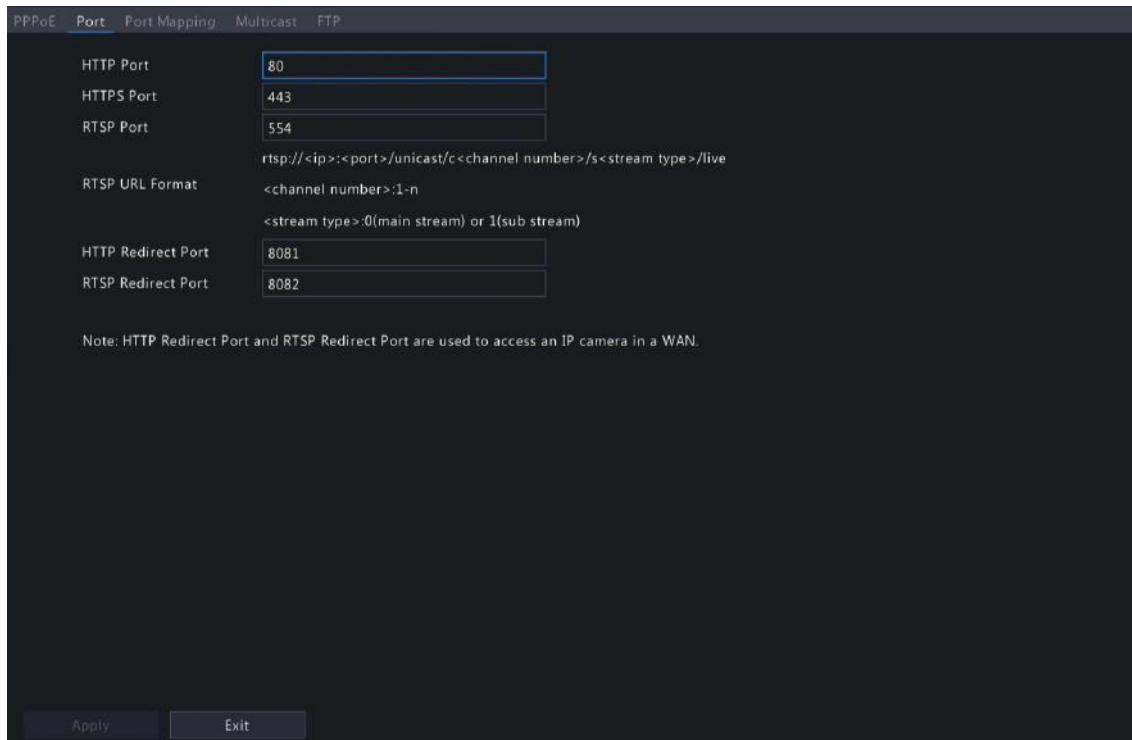 PPPoE Port Port Mapping Multicast FTP
HTTP Port 80
HTTPS Port 443
RTSP Port 554
rtsp://<ip>:<port>/unicast/c<channel number>/s<stream type>/live
RTSP URL Format
<channel number>:1-n
<stream type>:0(main stream) or 1(sub stream)
HTTP Redirect Port 8081
RTSP Redirect Port 8082
Note: HTTP Redirect Port and RTSP Redirect Port are used to access an IP camera in a WAN.
Apply Exit